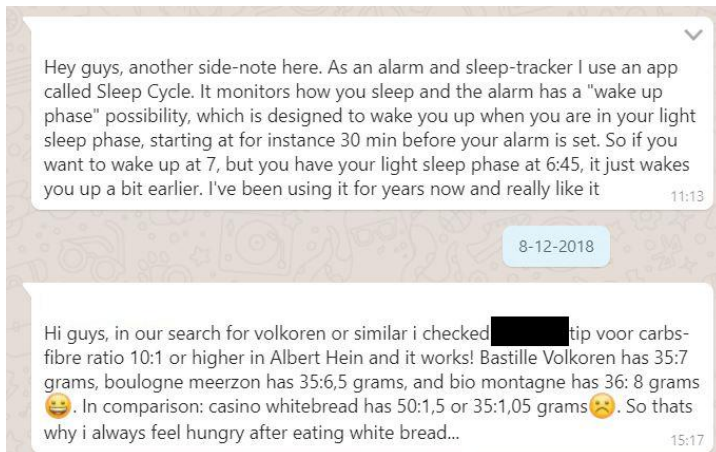 Hey guys, another side-note here. As an alarm and sleep-tracker I use an app
called Sleep Cycle. It monitors how you sleep and the alarm has a "wake up
phase" possibility, which is designed to wake you up when you are in your light
sleep phase, starting at for instance 30 min before your alarm is set. So if you
want to wake up at 7, but you have your light sleep phase at 6:45, it just wakes
you up a bit earlier. I've been using it for years now and really like it
11:13
8-12-2018
Hi guys, in our search for volkoren or similar i checked tip voor carbs-
fibre ratio 10:1 or higher in Albert Hein and it works! Bastille Volkoren has 35:7
grams, boulogne meerzon has 35:6,5 grams, and bio montagne has 36: 8 grams
😀. In comparison: casino whitebread has 50:1,5 or 35:1,05 grams☹️. So thats
why i always feel hungry after eating white bread...
15:17